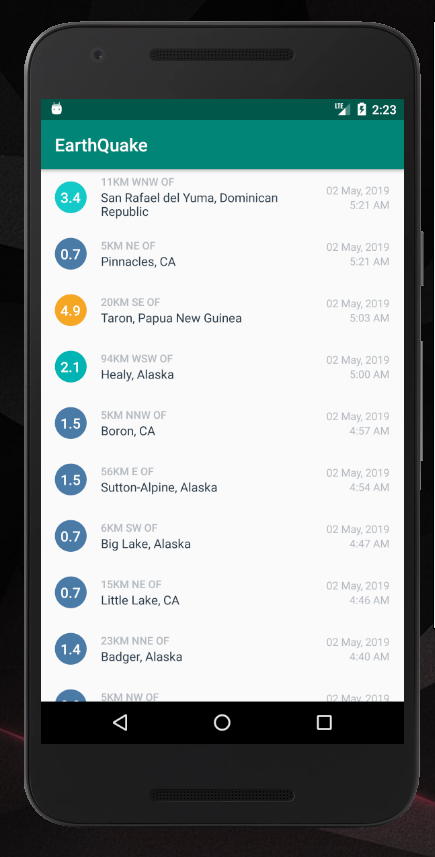 LTE 2:23
EarthQuake
3.4 11KM WNW OF 02 May, 2019
San Rafael del Yuma, Dominican 5:21 AM
Republic
0.7 5KM NE OF 02 May, 2019
Pinnacles, CA 5:21 AM
4.9 20KM SE OF 02 May, 2019
Taron, Papua New Guinea 5:03 AM
2.1 94KM WSW OF 02 May, 2019
Healy, Alaska 5:00 AM
1.5 5KM NNW OF 02 May, 2019
Boron, CA 4:57 AM
1.5 56KM E OF 02 May, 2019
Sutton-Alpine, Alaska 4:54 AM
0.7 6KM SW OF 02 May, 2019
Big Lake, Alaska 4:47 AM
0.7 15KM NE OF 02 May, 2019
Little Lake, CA 4:46 AM
1.4 23KM NNE OF 02 May, 2019
Badger, Alaska 4:40 AM
5KM NW OF 02 May, 2019